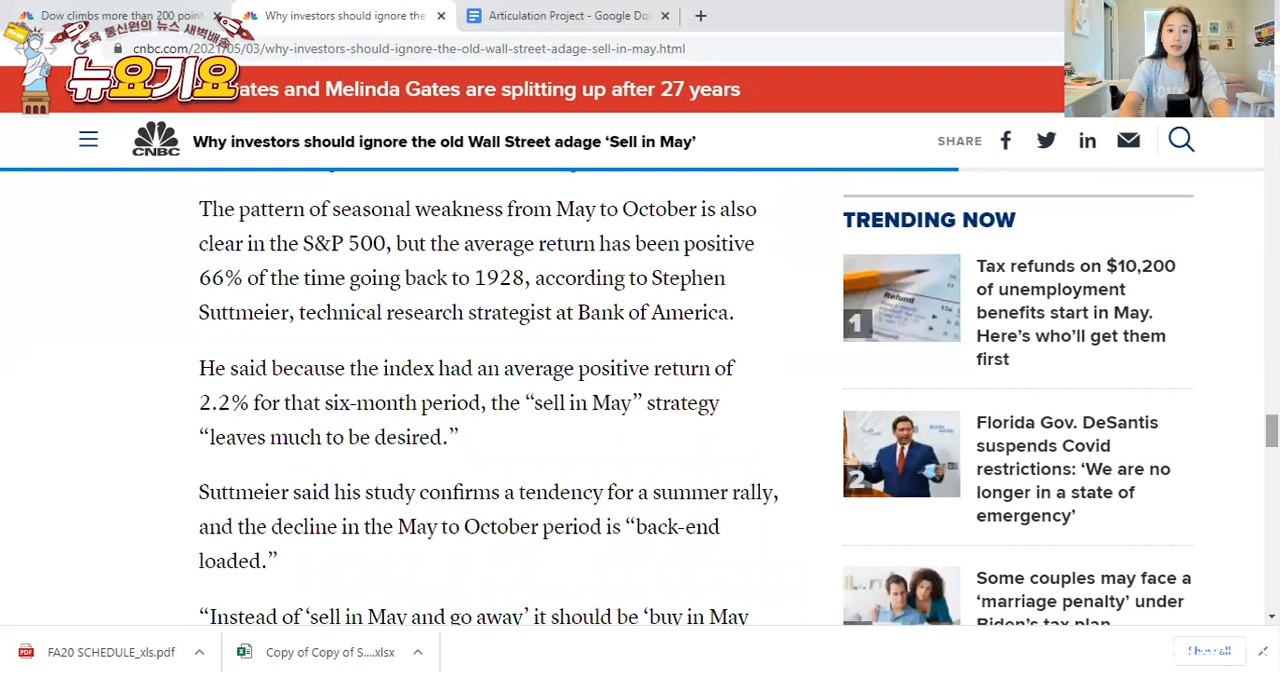 Dow climbs more than 200 point
Why investors should ignore the
Articulation Project - Google Do
뉴욕 통신원의 뉴스 새벽배송
뉴요기요
cnbc.com/2021/05/03/why-investors-should-ignore-the-old-wall-street-adage-sell-in-may.html
ates and Melinda Gates are splitting up after 27 years
CNBC
Why investors should ignore the old Wall Street adage ‘Sell in May’
SHARE
The pattern of seasonal weakness from May to October is also
clear in the S&P 500, but the average return has been positive
66% of the time going back to 1928, according to Stephen
Suttmeier, technical research strategist at Bank of America.
He said because the index had an average positive return of
2.2% for that six-month period, the “sell in May” strategy
“leaves much to be desired.”
Suttmeier said his study confirms a tendency for a summer rally,
and the decline in the May to October period is “back-end
loaded.”
“Instead of ‘sell in May and go away’ it should be ‘buy in May
TRENDING NOW
Refund
1
Tax refunds on $10,200
of unemployment
benefits start in May.
Here’s who’ll get them
first
2
Florida Gov. DeSantis
suspends Covid
restrictions: ‘We are no
longer in a state of
emergency’
Some couples may face a
‘marriage penalty’ under
Biden’s tax plan
FA20 SCHEDULE_xls.pdf
Copy of Copy of S....xlsx
Show all